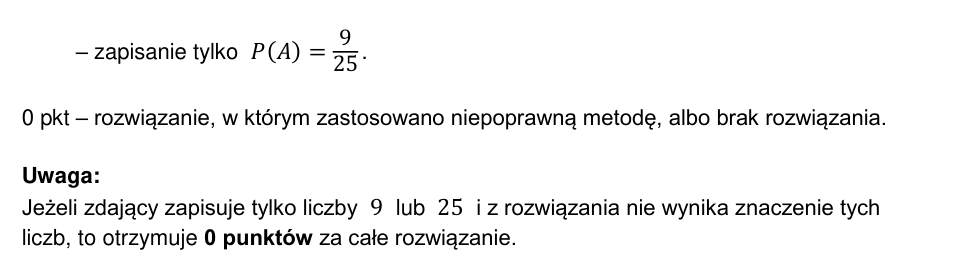 – zapisanie tylko P(A) = 9/25.
0 pkt – rozwiązanie, w którym zastosowano niepoprawną metodę, albo brak rozwiązania.
Uwaga:
Jeżeli zdający zapisuje tylko liczby 9 lub 25 i z rozwiązania nie wynika znaczenie tych
liczb, to otrzymuje 0 punktów za całe rozwiązanie.